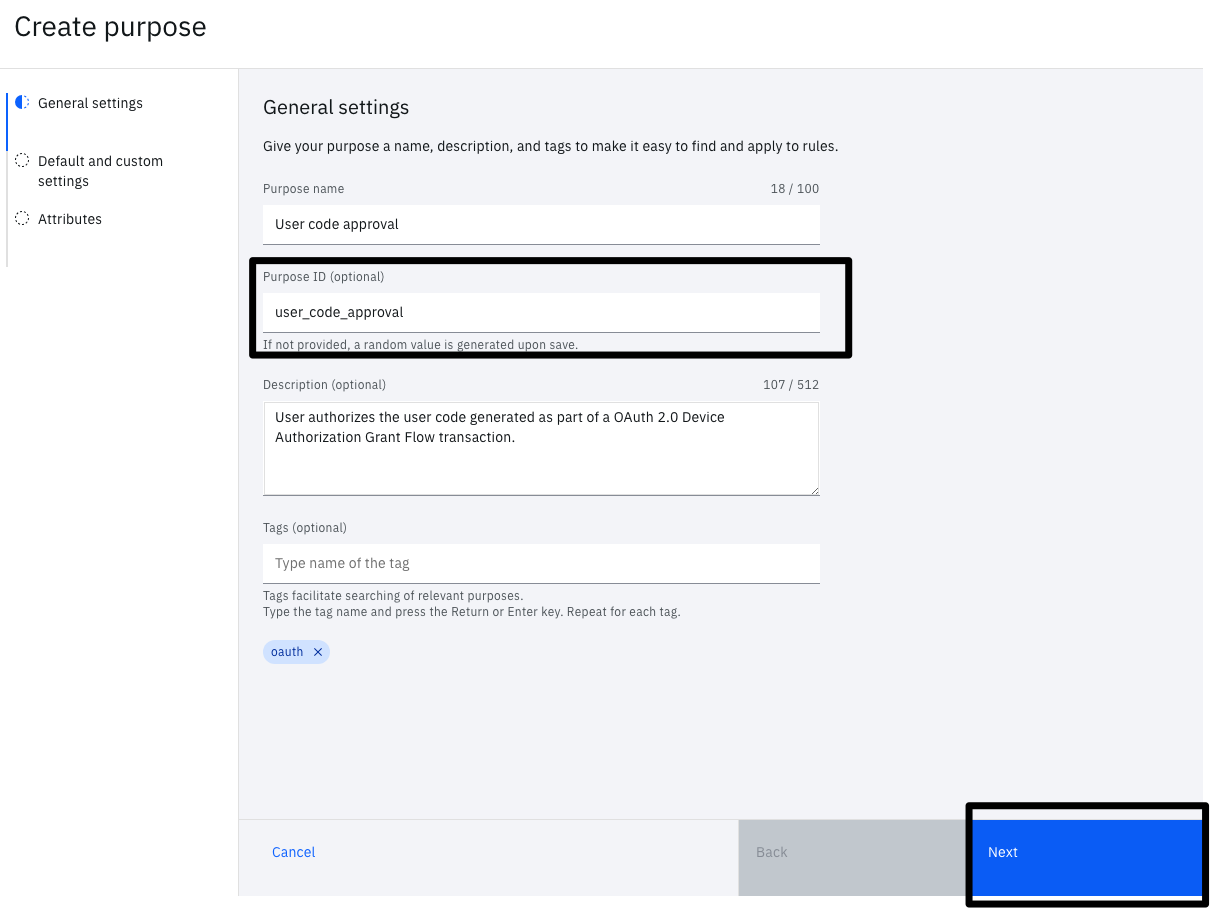 Create purpose
General settings
Default and custom
settings
Attributes
General settings
Give your purpose a name, description, and tags to make it easy to find and apply to rules.
Purpose name
18 / 100
User code approval
Purpose ID (optional)
user_code_approval
If not provided, a random value is generated upon save.
Description (optional)
107 / 512
User authorizes the user code generated as part of a OAuth 2.0 Device
Authorization Grant Flow transaction.
Tags (optional)
Type name of the tag
Tags facilitate searching of relevant purposes.
Type the tag name and press the Return or Enter key. Repeat for each tag.
oauth
Cancel
Back
Next